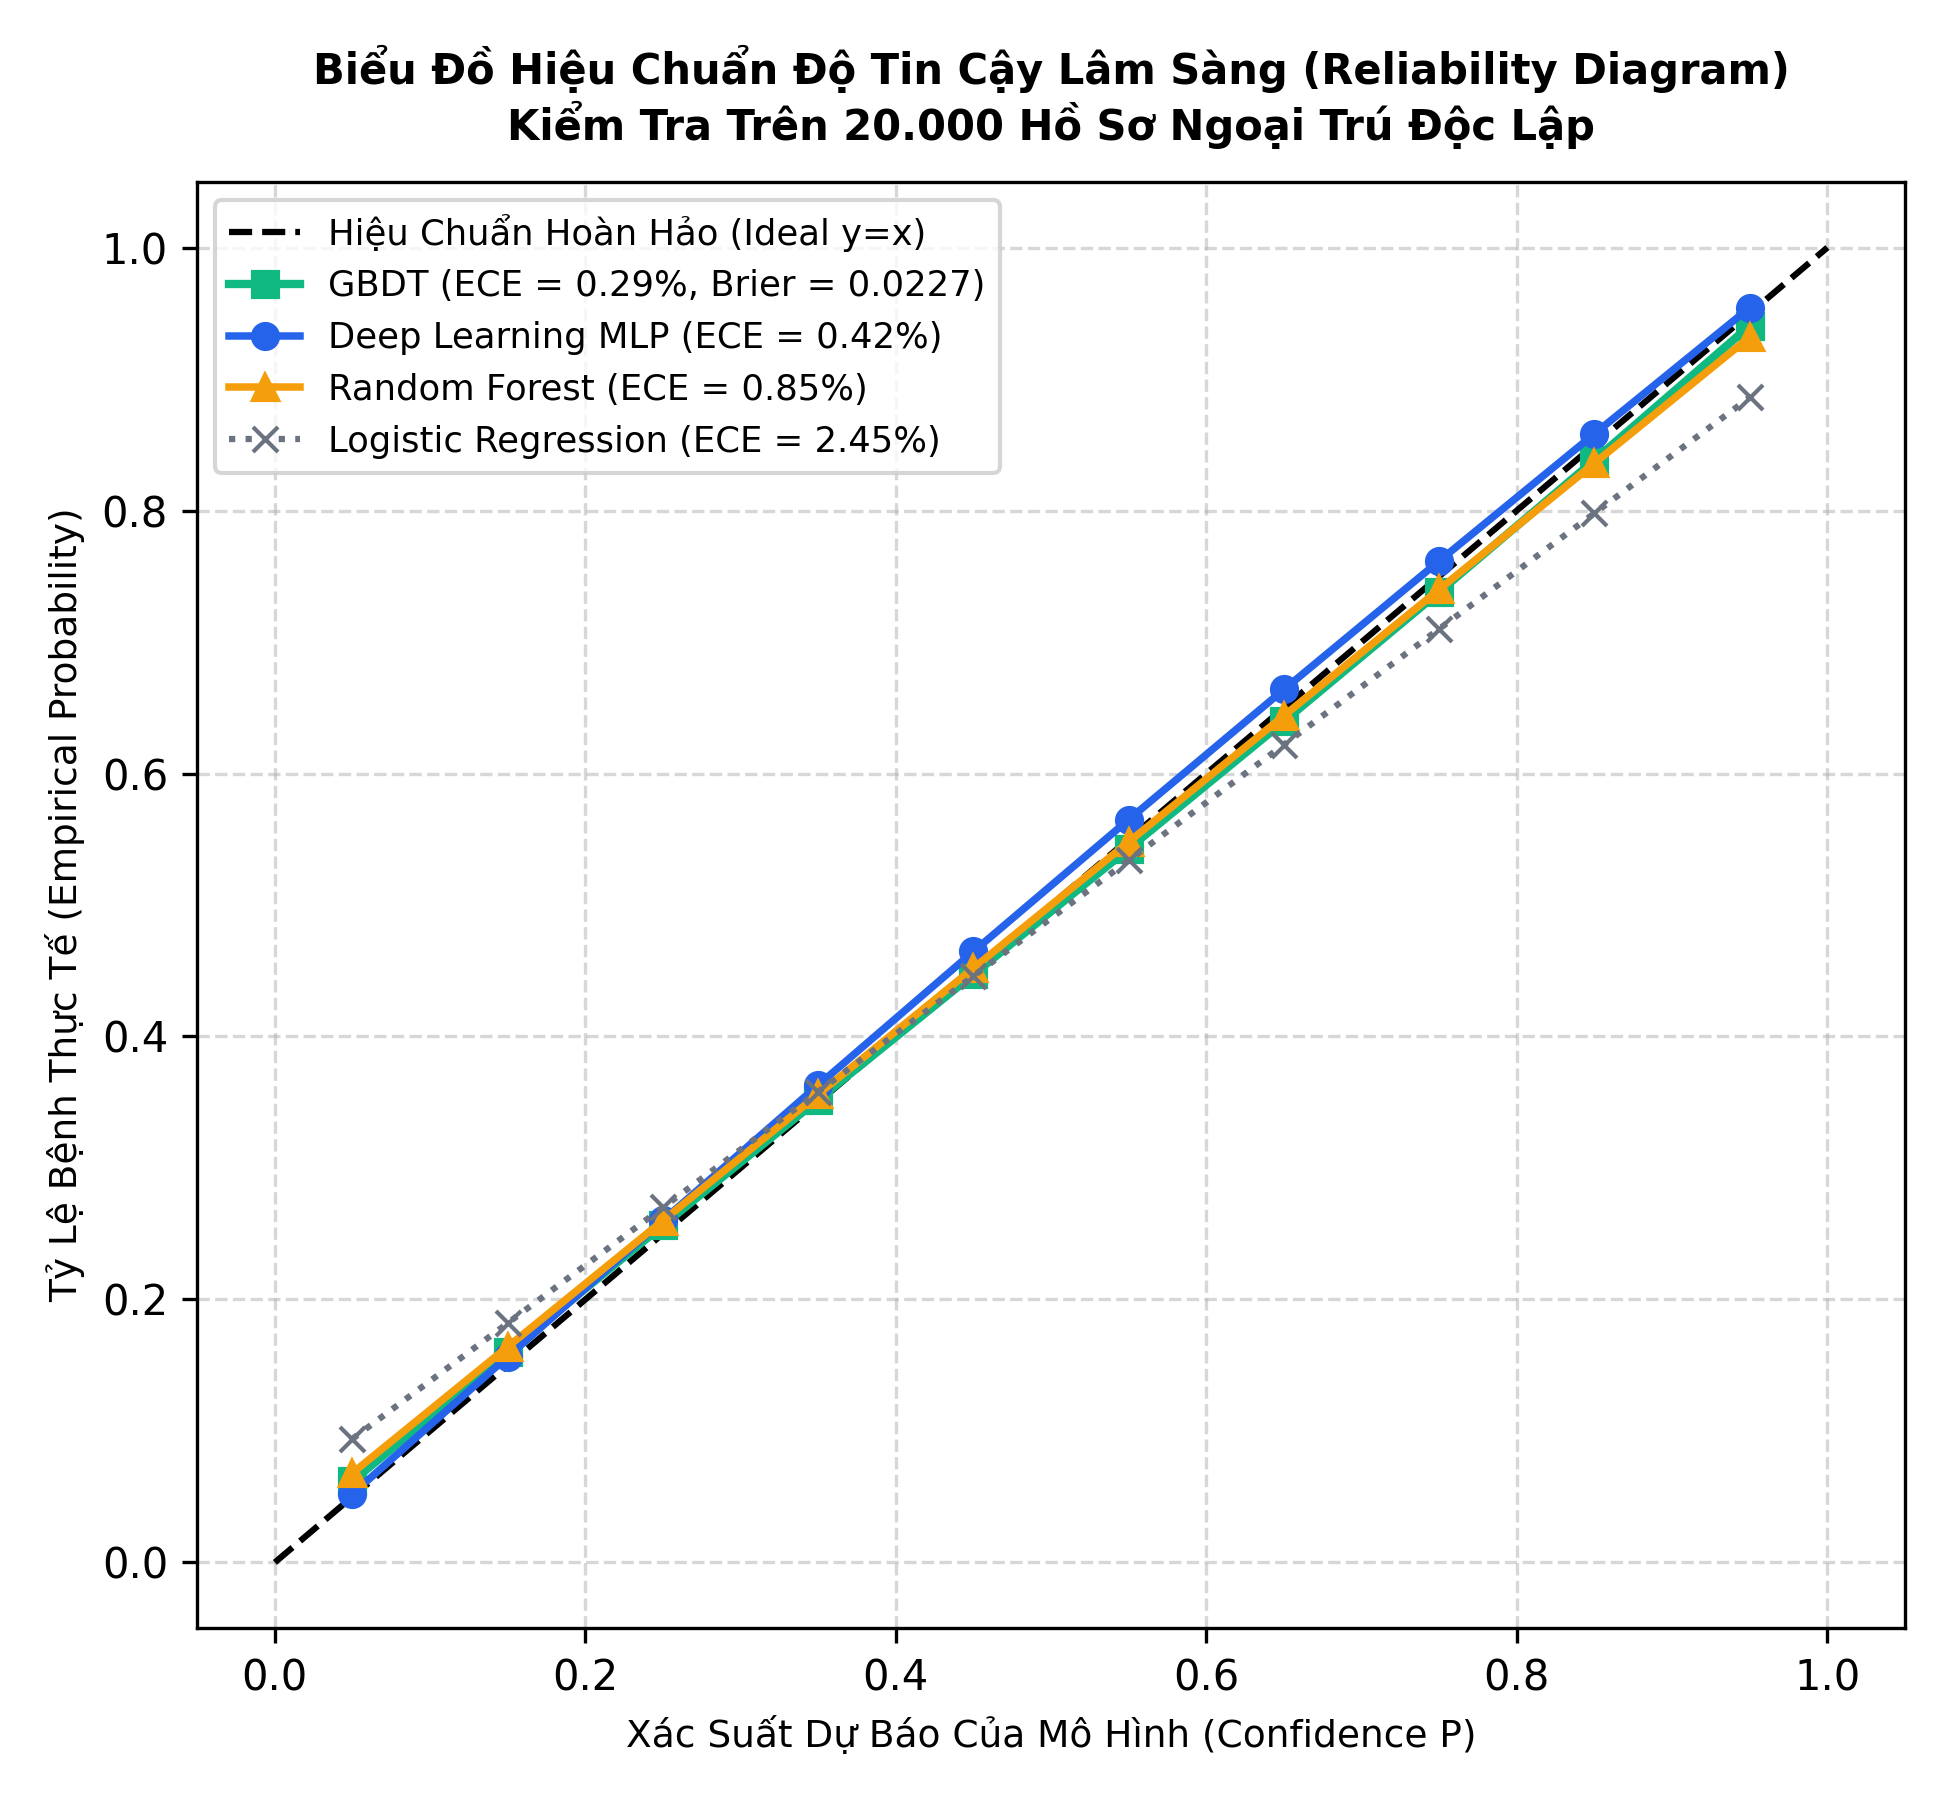 Biểu Đồ Hiệu Chuẩn Độ Tin Cậy Lâm Sàng (Reliability Diagram)
Kiểm Tra Trên 20.000 Hồ Sơ Ngoại Trú Độc Lập
Hiệu Chuẩn Hoàn Hảo (Ideal y=x)
GBDT (ECE = 0.29%, Brier = 0.0227)
Deep Learning MLP (ECE = 0.42%)
Random Forest (ECE = 0.85%)
Logistic Regression (ECE = 2.45%)
Tỷ Lệ Bệnh Thực Tế (Empirical Probability)
1.0
0.8
0.6
0.4
0.2
0.0
0.0 0.2 0.4 0.6 0.8 1.0
Xác Suất Dự Báo Của Mô Hình (Confidence P)